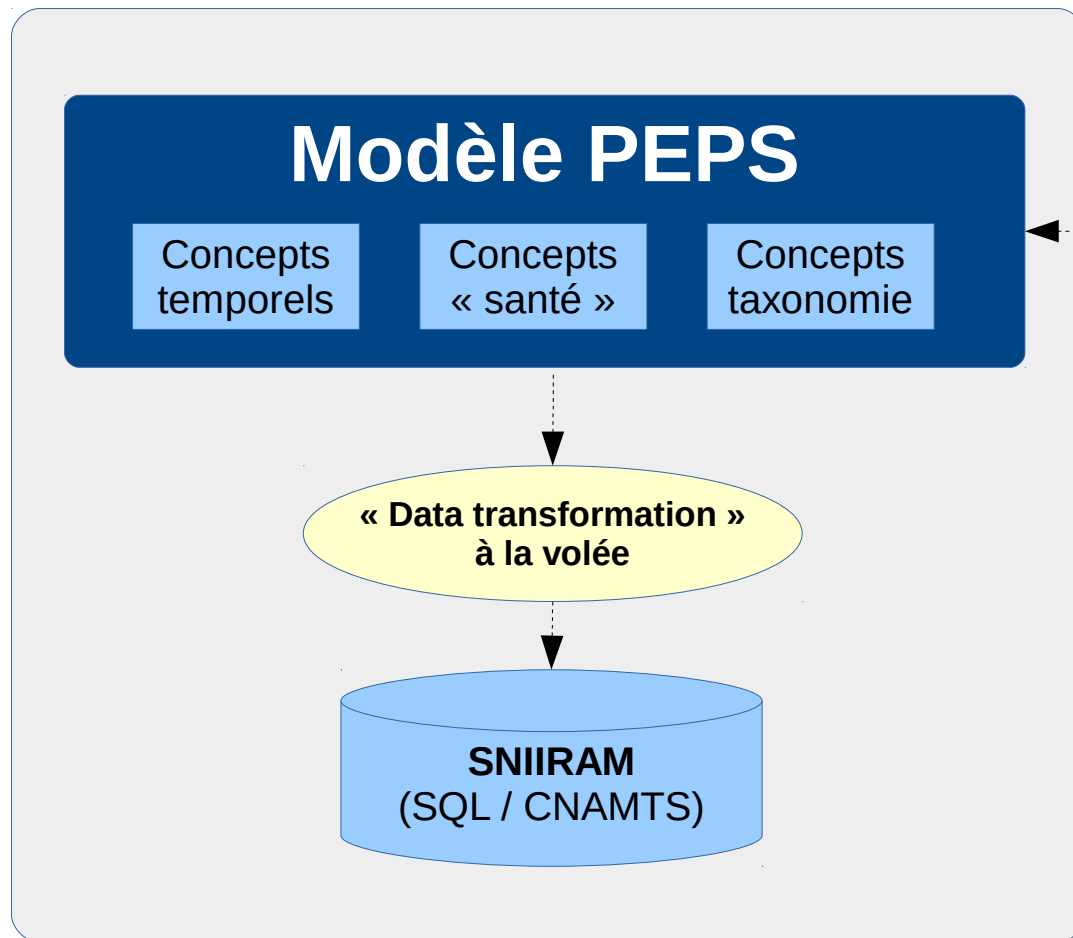 Modèle PEPS
Concepts
temporels
Concepts
« santé »
Concepts
taxonomie
« Data transformation »
à la volée
SNIIRAM
(SQL / CNAMTS)